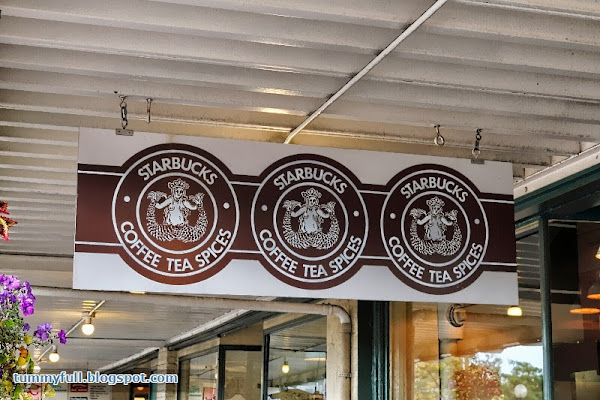 STARBUCKS
COFFEE TEA SPICES
STARBUCKS
COFFEE TEA SPICES
STARBUCKS
COFFEE TEA SPICES
tummyfull.blogspot.com